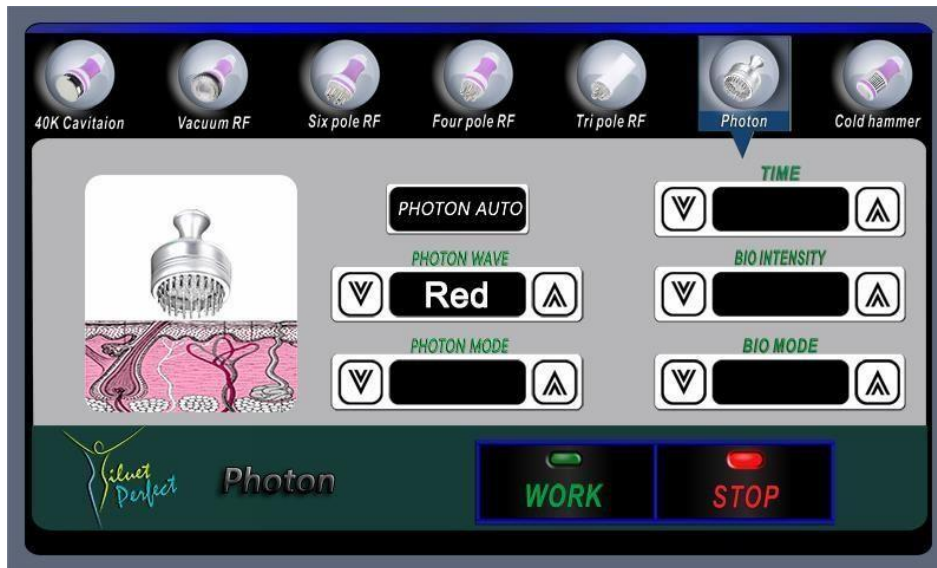 40K Cavitaion
Vacuum RF
Six pole RF
Four pole RF
Tri pole RF
Photon
Cold hammer
PHOTON AUTO
TIME
PHOTON WAVE
Red
BIO INTENSITY
PHOTON MODE
BIO MODE
Siluet
Perfect
Photon
WORK
STOP